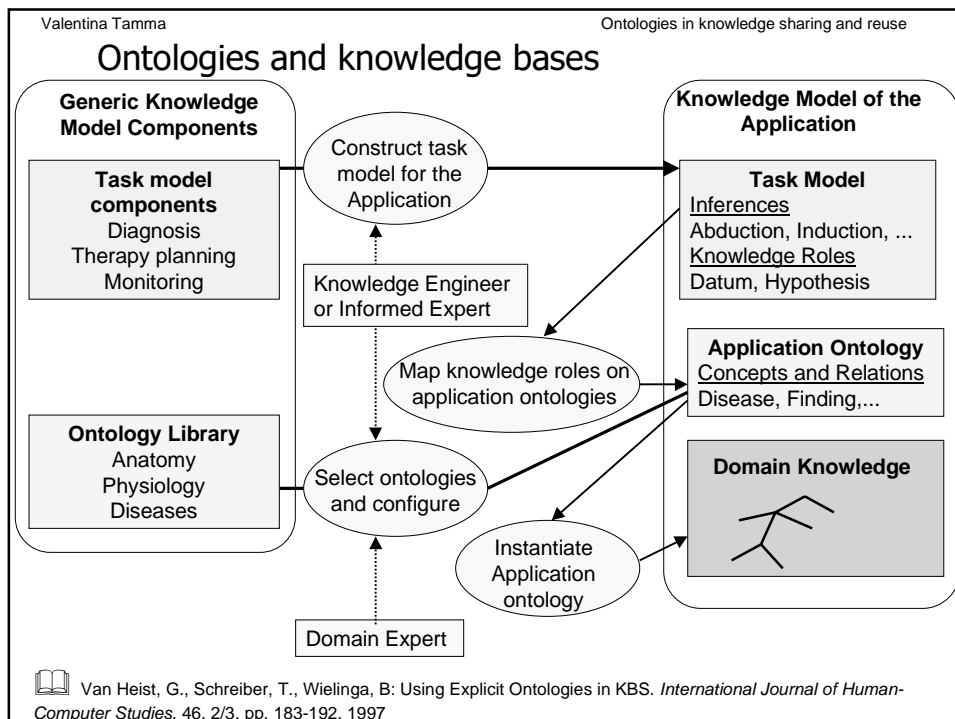 Valentina Tamma
Ontologies in knowledge sharing and reuse
Ontologies and knowledge bases
Generic Knowledge
Model Components
Task model
components
Diagnosis
Therapy planning
Monitoring
Ontology Library
Anatomy
Physiology
Diseases
Construct task
model for the
Application
Knowledge Engineer
or Informed Expert
Map knowledge roles on
application ontologies
Select ontologies
and configure
Instantiate
Application
ontology
Domain Expert
Knowledge Model of the
Application
Task Model
Inferences
Abduction, Induction, ...
Knowledge Roles
Datum, Hypothesis
Application Ontology
Concepts and Relations
Disease, Finding,...
Domain Knowledge
Van Heist, G., Schreiber, T., Wielinga, B: Using Explicit Ontologies in KBS. International Journal of Human-
Computer Studies, 46, 2/3, pp. 183-192, 1997